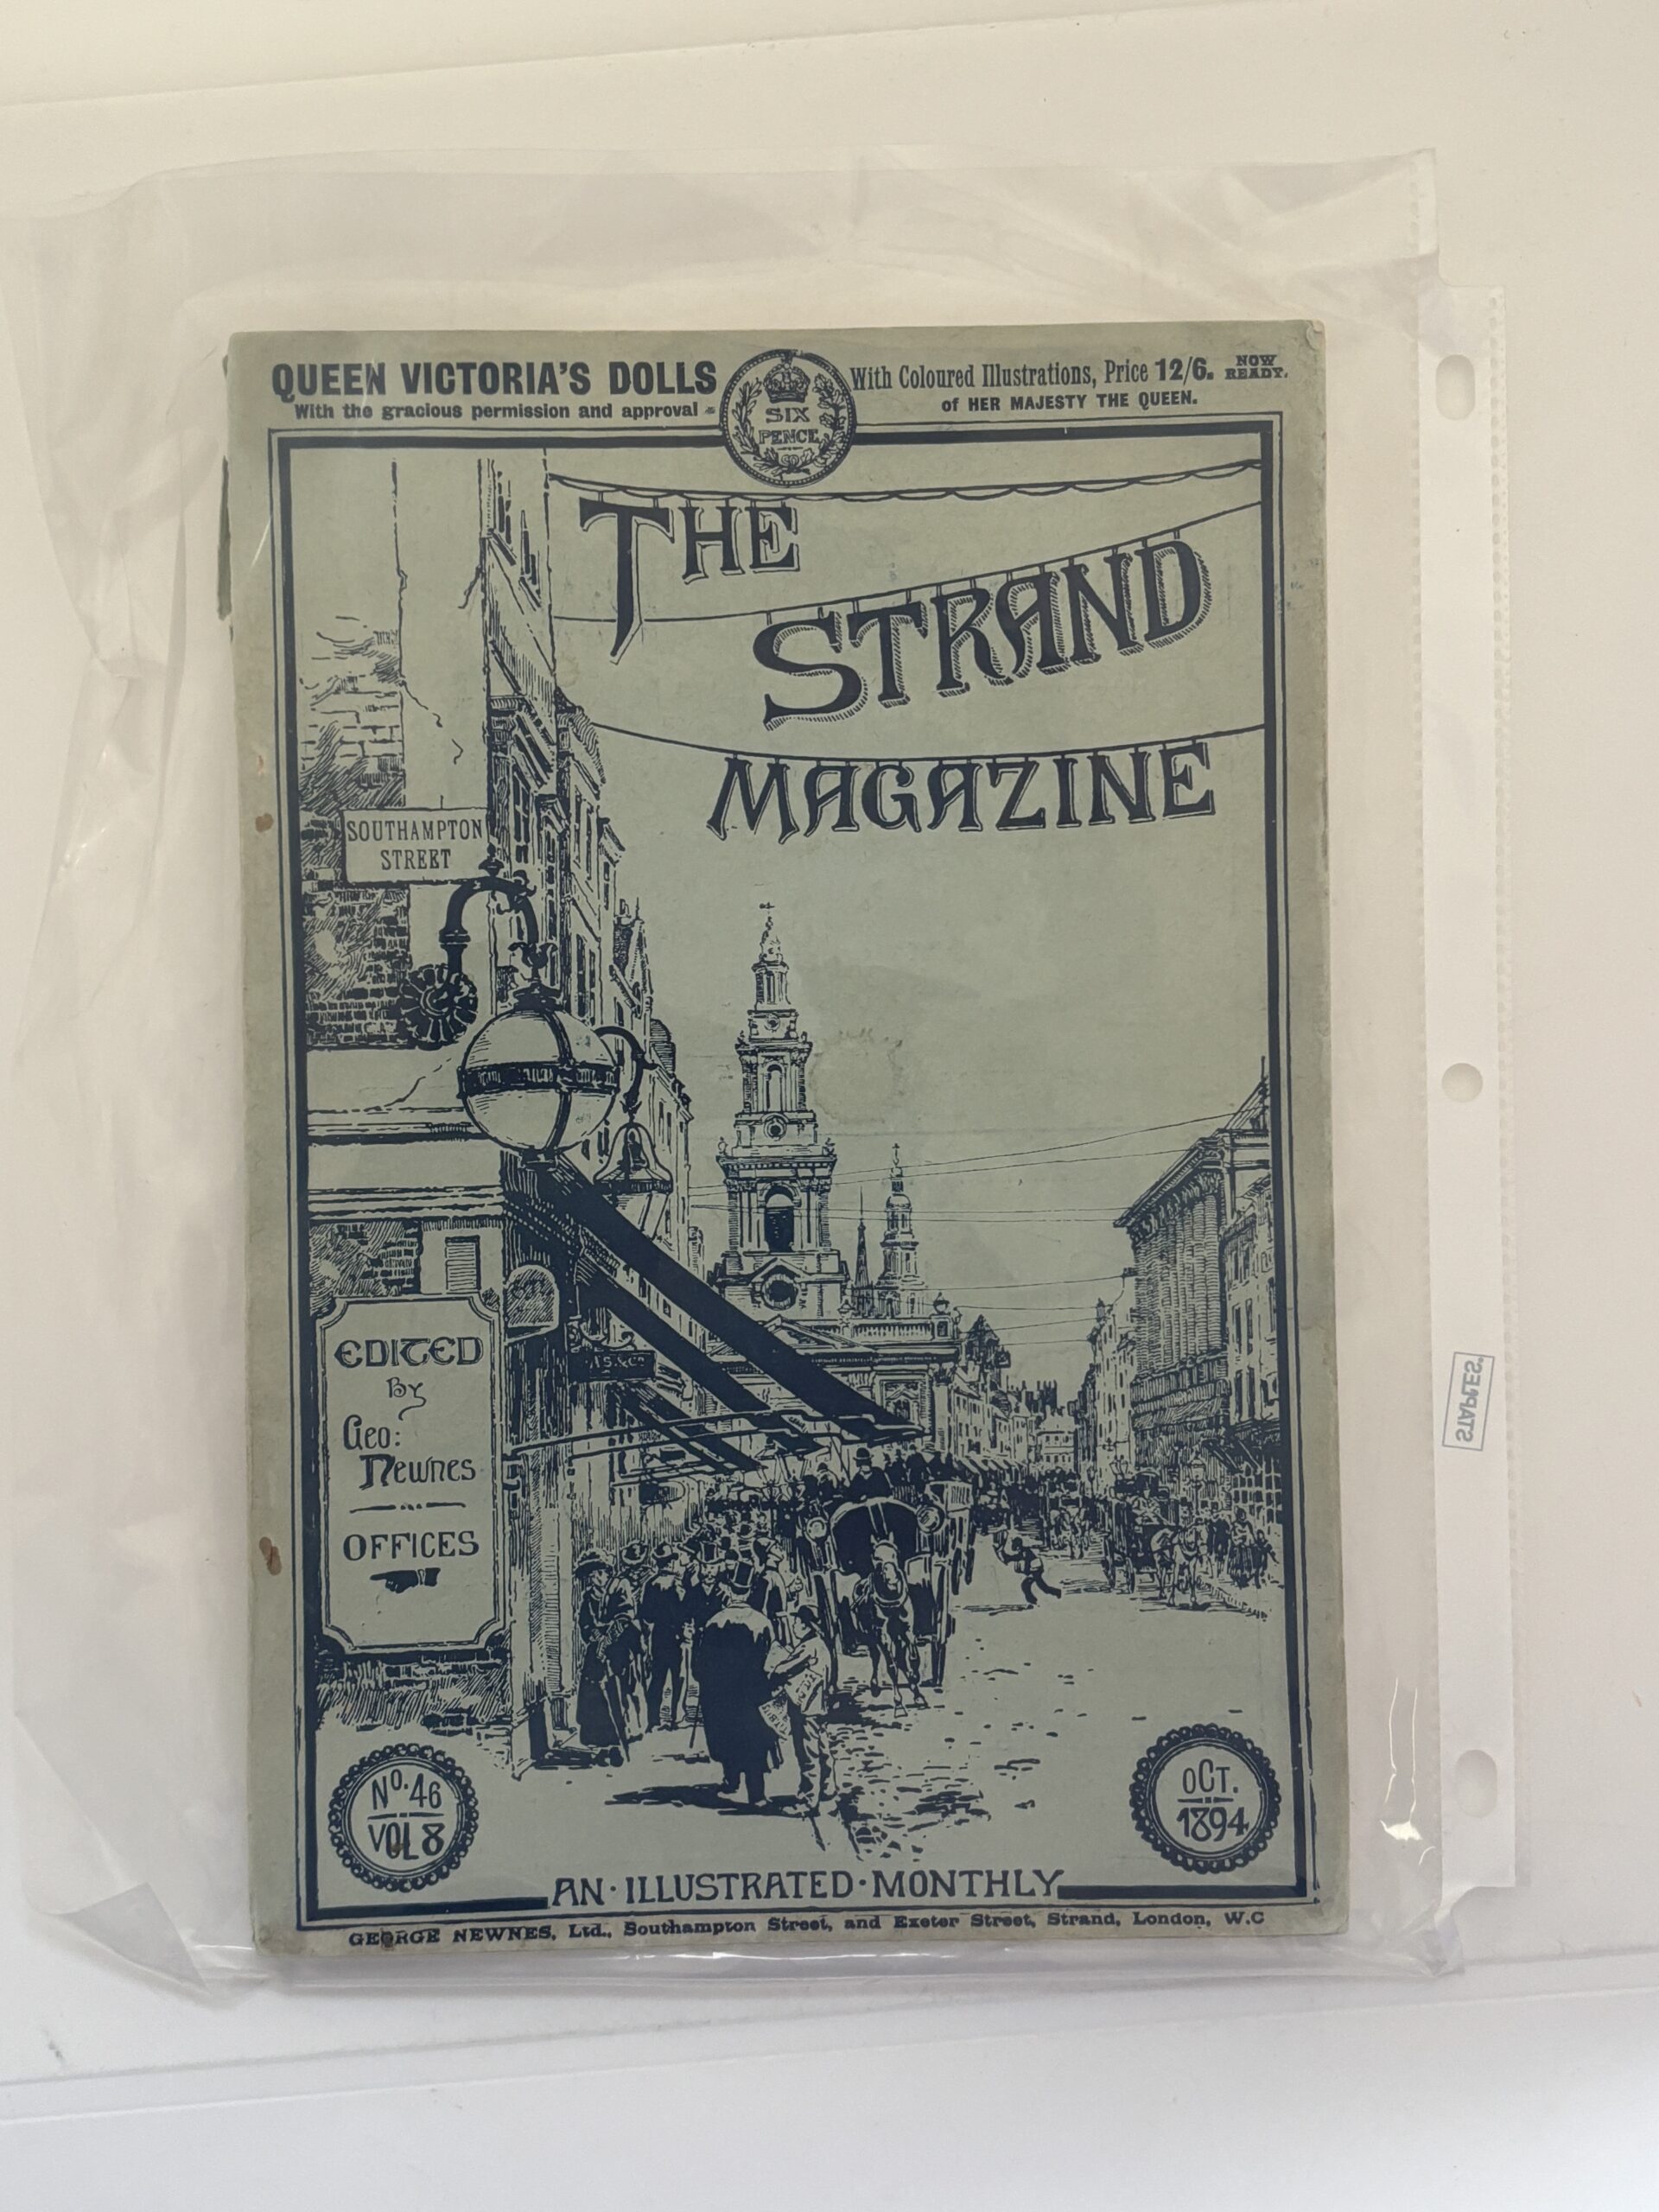 QUEEN VICTORIA'S DOLLS
With the gracious permission and approval
SIX
PENCE
With Coloured Illustrations, Price 12/6. NOW READY.
of HER MAJESTY THE QUEEN.
THE
STRAND
MAGAZINE
SOUTHAMPTON
STREET
EDITED
By
Geo:
Newnes
OFFICES
No. 46
VOL 8
OCT.
1894
AN·ILLUSTRATED·MONTHLY
GEORGE NEWNES, Ltd., Southampton Street, and Exeter Street, Strand, London, W.C
STAPLES